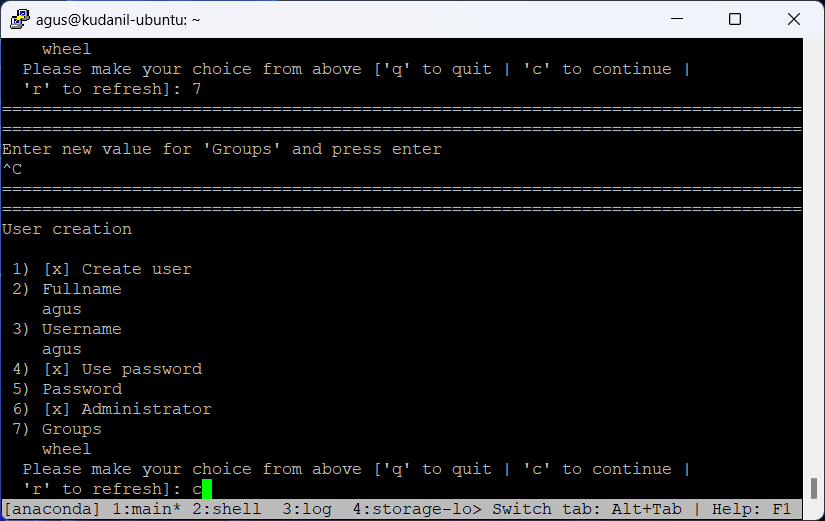 agus@kudanil-ubuntu: ~
wheel
Please make your choice from above ['q' to quit | 'c' to continue |
'r' to refresh]: 7
================================================================================
================================================================================
Enter new value for 'Groups' and press enter
^C
================================================================================
================================================================================
User creation
1) [x] Create user
2) Fullname
agus
3) Username
agus
4) [x] Use password
5) Password
6) [x] Administrator
7) Groups
wheel
Please make your choice from above ['q' to quit | 'c' to continue |
'r' to refresh]: c
[anaconda] 1:main* 2:shell  3:log  4:storage-lo> Switch tab: Alt+Tab | Help: F1